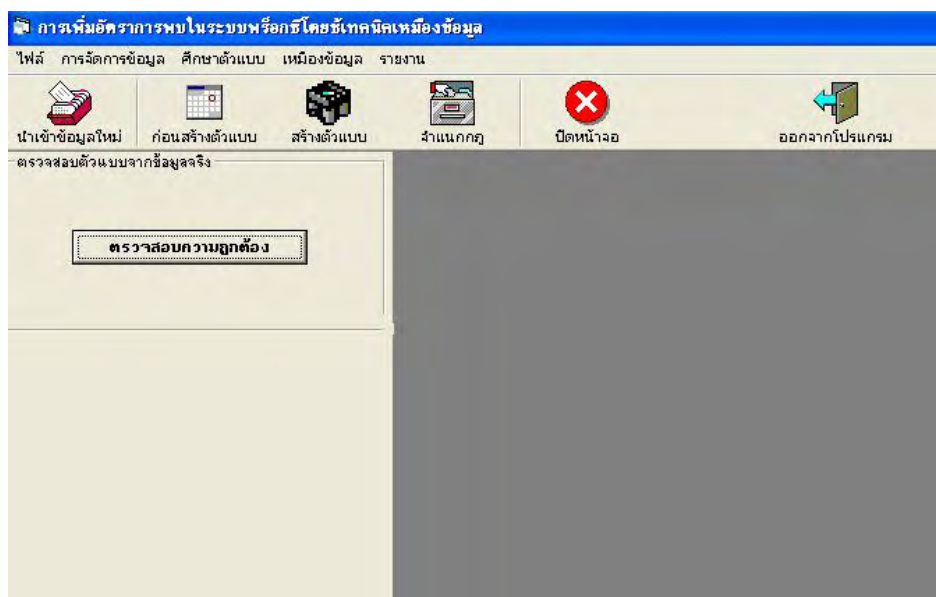 การเพิ่มอัตราการพบในระบบพร็อกซีโดยช้เทคนิคเหมืองข้อมูล
ไฟล์ การจัดการข้อมูล ศึกษาตัวแบบ เหมืองข้อมูล รายงาน
นำเข้าข้อมูลใหม่ ก่อนสร้างตัวแบบ สร้างตัวแบบ จำแนกกฎ ปิดหน้าจอ ออกจากโปรแกรม
ตรวจสอบตัวแบบจากข้อมูลจริง
ตรวจสอบความถูกต้อง